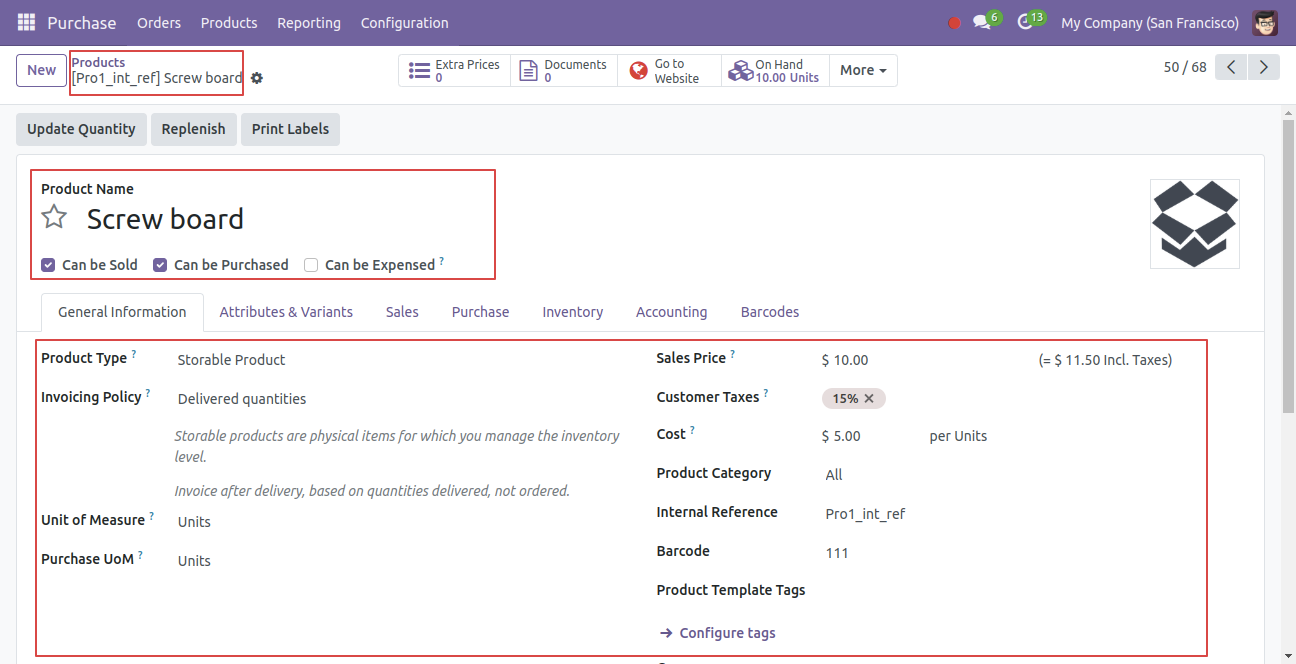 Purchase Orders Products Reporting Configuration 6 13 My Company (San Francisco)
New Products
[Pro1_int_ref] Screw board
Extra Prices
0
Documents
0
Go to
Website
On Hand
10.00 Units
More
50 / 68
Update Quantity Replenish Print Labels
Product Name
Screw board
Can be Sold Can be Purchased Can be Expensed ?
General Information Attributes & Variants Sales Purchase Inventory Accounting Barcodes
Product Type ? Storable Product
Invoicing Policy ? Delivered quantities
Storable products are physical items for which you manage the inventory
level.
Invoice after delivery, based on quantities delivered, not ordered.
Unit of Measure ? Units
Purchase UoM ? Units
Sales Price ? $ 10.00 (= $ 11.50 Incl. Taxes)
Customer Taxes ? 15% ✕
Cost ? $ 5.00 per Units
Product Category All
Internal Reference Pro1_int_ref
Barcode 111
Product Template Tags
→ Configure tags